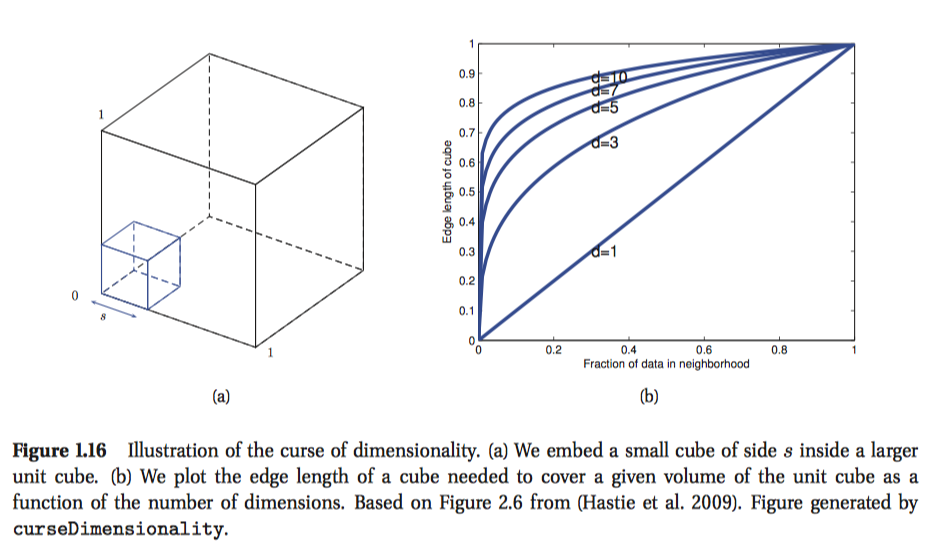 1
0
s
1
(a)
Edge length of cube
1
0.9
0.8
0.7
0.6
0.5
0.4
0.3
0.2
0.1
0
d=10
d=7
d=5
d=3
d=1
0 0.2 0.4 0.6 0.8 1
Fraction of data in neighborhood
(b)
Figure 1.16 Illustration of the curse of dimensionality. (a) We embed a small cube of side s inside a larger
unit cube. (b) We plot the edge length of a cube needed to cover a given volume of the unit cube as a
function of the number of dimensions. Based on Figure 2.6 from (Hastie et al. 2009). Figure generated by
curseDimensionality.